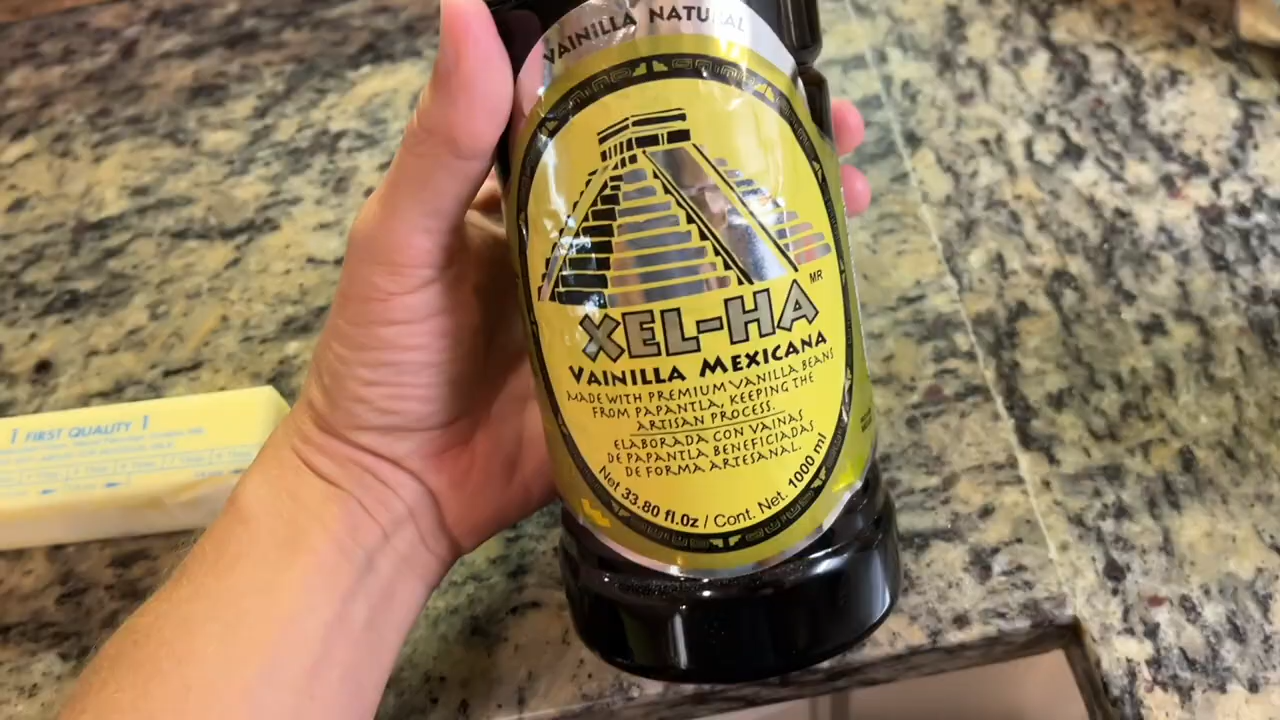 VAINILLA NATURAL
XEL-HA MR
VAINILLA MEXICANA
MADE WITH PREMIUM VANILLA BEANS
FROM PAPANTLA, KEEPING THE
ARTISAN PROCESS.
ELABORADA CON VAINAS
DE PAPANTLA BENEFICIADAS
DE FORMA ARTESANAL.
Net 33.80 fl.oz / Cont. Net. 1000 ml
1 FIRST QUALITY 1